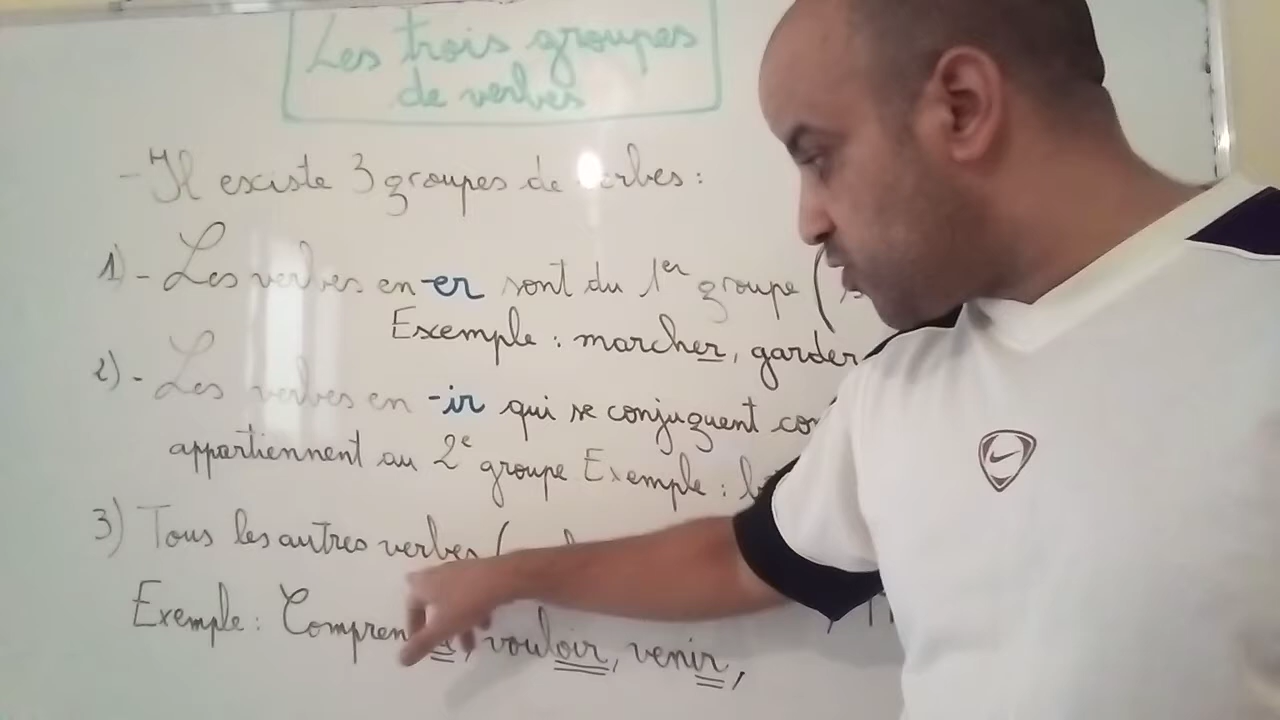 Les trois groupes
de verbes
- Il existe 3 groupes de verbes :
1) - Les verbes en -er sont du 1er groupe (
Exemple : marcher, garder
2) - Les verbes en -ir qui se conjuguent
appartiennent au 2e groupe Exemple :
3) Tous les autres verbes (
Exemple : Compren , vouloir, venir,